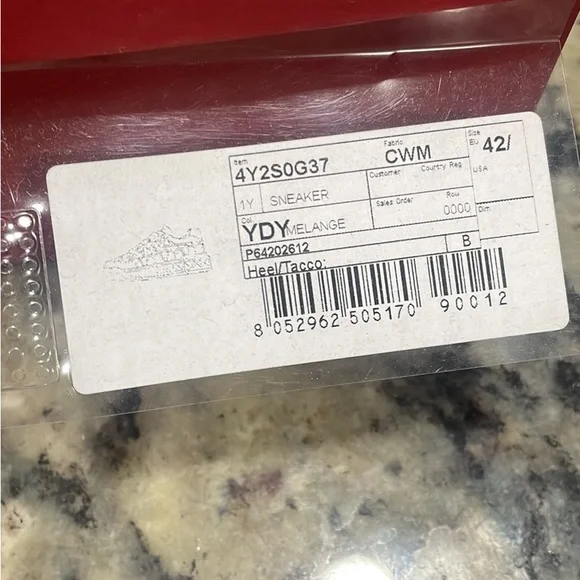 Item
4Y2S0G37
Fabric
CWM
Size
EU 42/
1Y SNEAKER
Customer Country Reg
USA
Col.
YDY MELANGE
Sales Order Row
0000
Dim
P64202612
B
Heel/Tacco:
8 052962 505170 90012